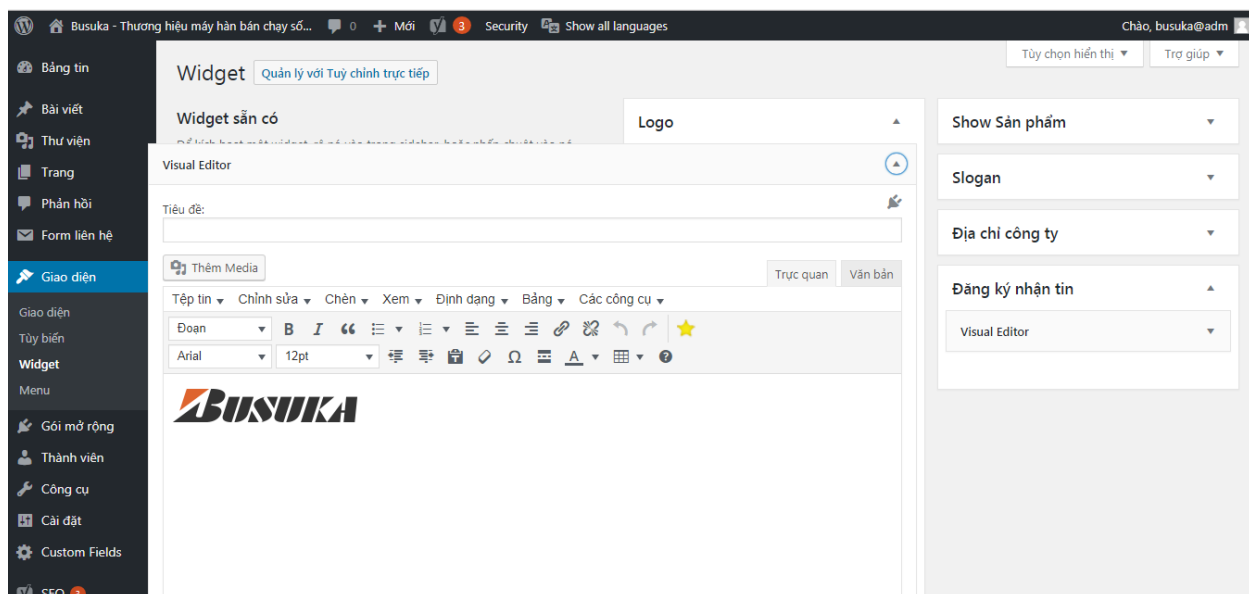 Busuka - Thương hiệu máy hàn bán chạy số... 0 Mới 3 Security Show all languages Chào, busuka@adm
Tùy chọn hiển thị Trợ giúp
Bảng tin
Bài viết
Thư viện
Trang
Phản hồi
Form liên hệ
Giao diện
Giao diện
Tùy biến
Widget
Menu
Gói mở rộng
Thành viên
Công cụ
Cài đặt
Custom Fields
SEO 3
Widget Quản lý với Tuỳ chỉnh trực tiếp
Widget sẵn có
Visual Editor
Tiêu đề:
Thêm Media
Trực quan Văn bản
Tệp tin Chỉnh sửa Chèn Xem Định dạng Bảng Các công cụ
Đoạn B I
Arial 12pt Ω A
BUSUKA
Logo
Show Sản phẩm
Slogan
Địa chỉ công ty
Đăng ký nhận tin
Visual Editor